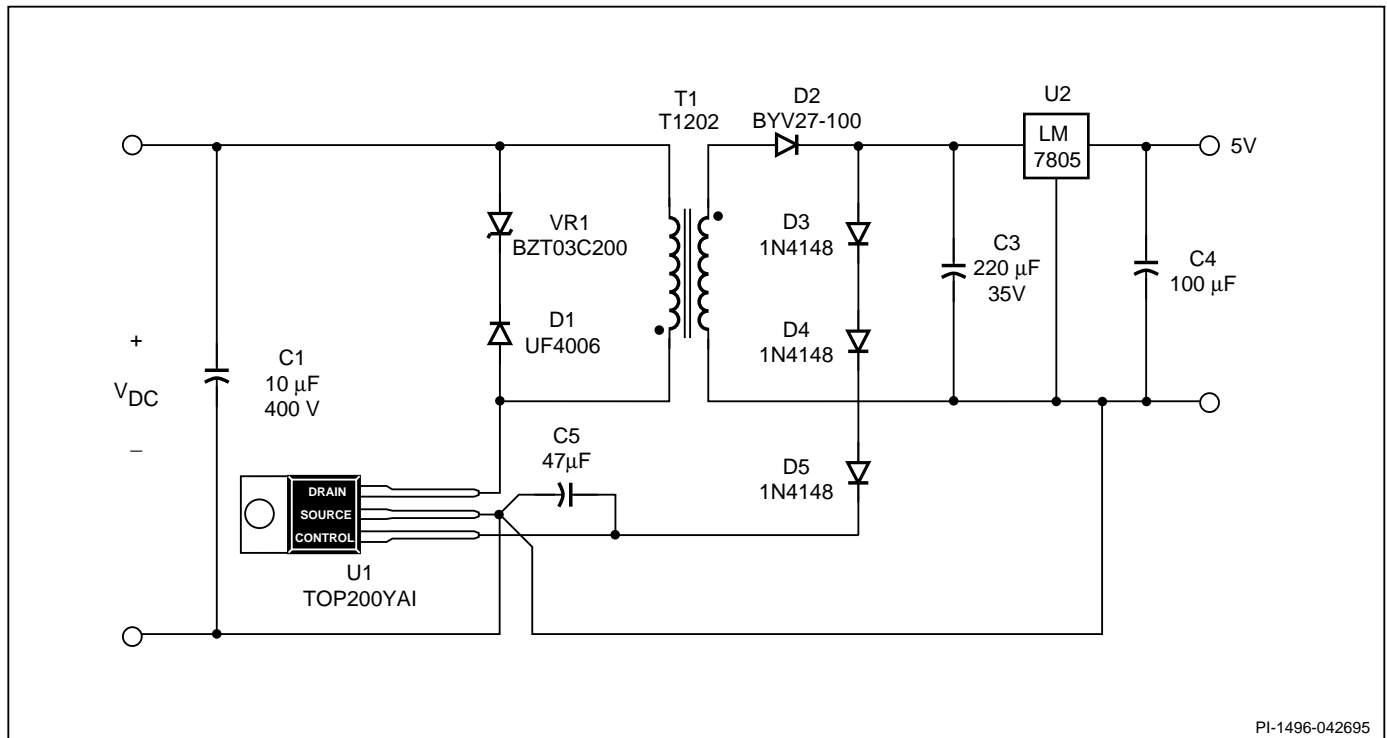 T1
T1202
D2
BYV27-100
U2
LM
7805
5V
VR1
BZT03C200
D3
1N4148
C3
220 μF
35V
C4
100 μF
D1
UF4006
D4
1N4148
+
VDC
–
C1
10 μF
400 V
C5
47μF
D5
1N4148
DRAIN
SOURCE
CONTROL
U1
TOP200YAI
PI-1496-042695